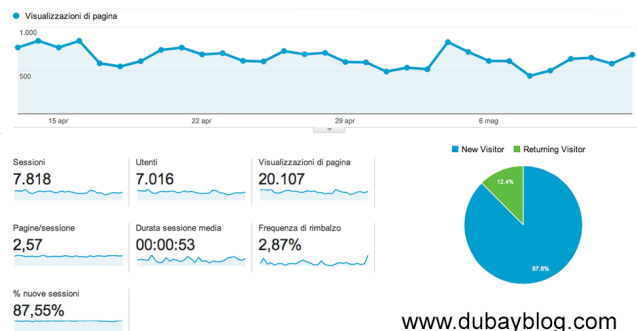 Visualizzazioni di pagina
1.000
500
15 apr
22 apr
29 apr
6 mag
Sessioni
7.818
Utenti
7.016
Visualizzazioni di pagina
20.107
Pagine/sessione
2,57
Durata sessione media
00:00:53
Frequenza di rimbalzo
2,87%
% nuove sessioni
87,55%
New Visitor
Returning Visitor
12.4%
87.6%
www.dubayblog.com